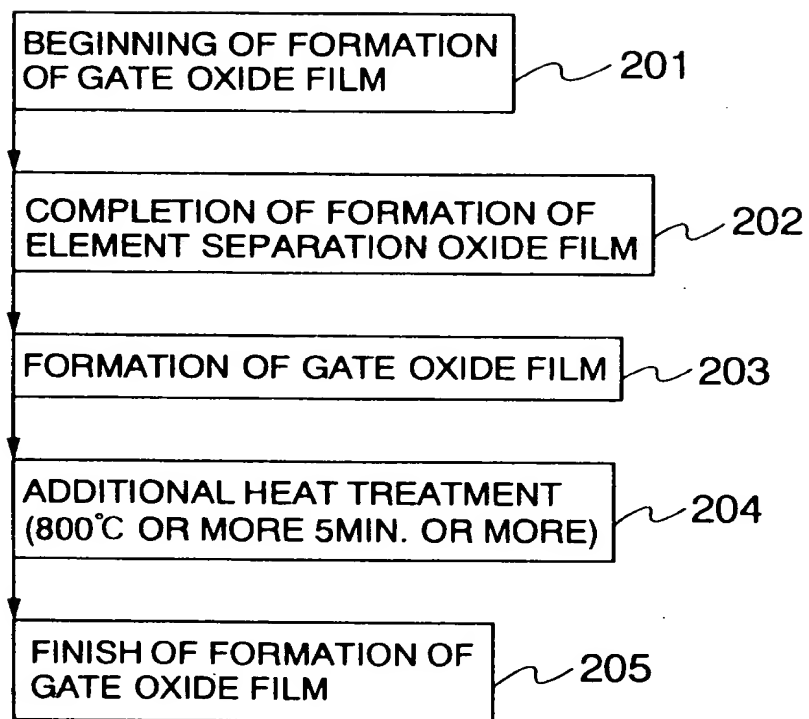 BEGINNING OF FORMATION
OF GATE OXIDE FILM
201
COMPLETION OF FORMATION OF
ELEMENT SEPARATION OXIDE FILM
202
FORMATION OF GATE OXIDE FILM
203
ADDITIONAL HEAT TREATMENT
(800℃ OR MORE 5MIN. OR MORE)
204
FINISH OF FORMATION OF
GATE OXIDE FILM
205